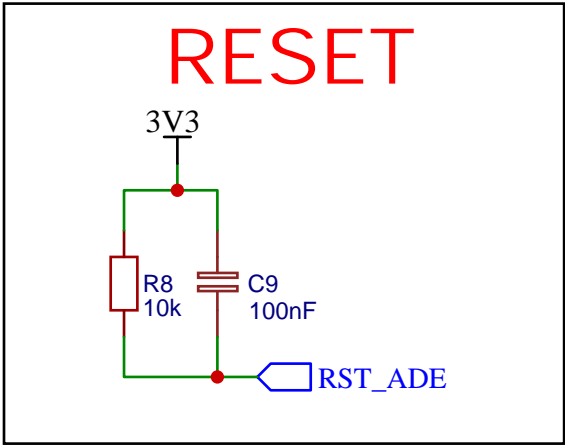 RESET
3V3
R8
10k
C9
100nF
RST_ADE